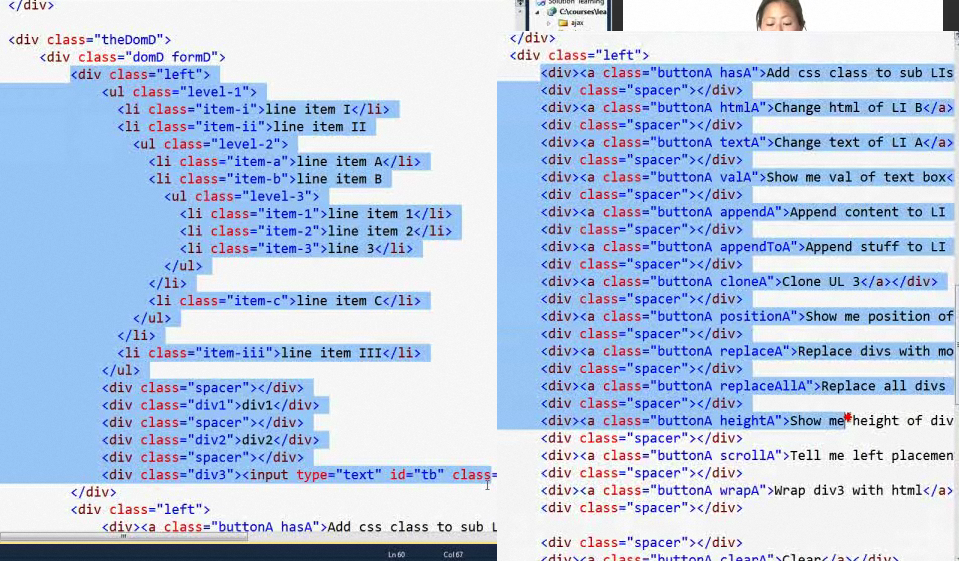 </div>
<div class="theDomD">
<div class="domD formD">
<div class="left">
<ul class="level-1">
<li class="item-i">line item I</li>
<li class="item-ii">line item II
<ul class="level-2">
<li class="item-a">line item A</li>
<li class="item-b">line item B
<ul class="level-3">
<li class="item-1">line item 1</li>
<li class="item-2">line item 2</li>
<li class="item-3">line 3</li>
</ul>
</li>
<li class="item-c">line item C</li>
</ul>
</li>
<li class="item-iii">line item III</li>
</ul>
<div class="spacer"></div>
<div class="div1">div1</div>
<div class="spacer"></div>
<div class="div2">div2</div>
<div class="spacer"></div>
<div class="div3"><input type="text" id="tb" class=
</div>
<div class="left">
<div><a class="buttonA hasA">Add css class to sub L
Ln 60 Col 67
Solution learning
C:\courses\lea
ajax
</div>
<div class="left">
<div><a class="buttonA hasA">Add css class to sub LIs
<div class="spacer"></div>
<div><a class="buttonA htmlA">Change html of LI B</a>
<div class="spacer"></div>
<div><a class="buttonA textA">Change text of LI A</a>
<div class="spacer"></div>
<div><a class="buttonA valA">Show me val of text box<
<div class="spacer"></div>
<div><a class="buttonA appendA">Append content to LI
<div class="spacer"></div>
<div><a class="buttonA appendToA">Append stuff to LI
<div class="spacer"></div>
<div><a class="buttonA cloneA">Clone UL 3</a></div>
<div class="spacer"></div>
<div><a class="buttonA positionA">Show me position of
<div class="spacer"></div>
<div><a class="buttonA replaceA">Replace divs with mo
<div class="spacer"></div>
<div><a class="buttonA replaceAllA">Replace all divs
<div class="spacer"></div>
<div><a class="buttonA heightA">Show me height of div
<div class="spacer"></div>
<div><a class="buttonA scrollA">Tell me left placemen
<div class="spacer"></div>
<div><a class="buttonA wrapA">Wrap div3 with html</a>
<div class="spacer"></div>
<div class="spacer"></div>
<div><a class="buttonA clearA">Clear</a></div>